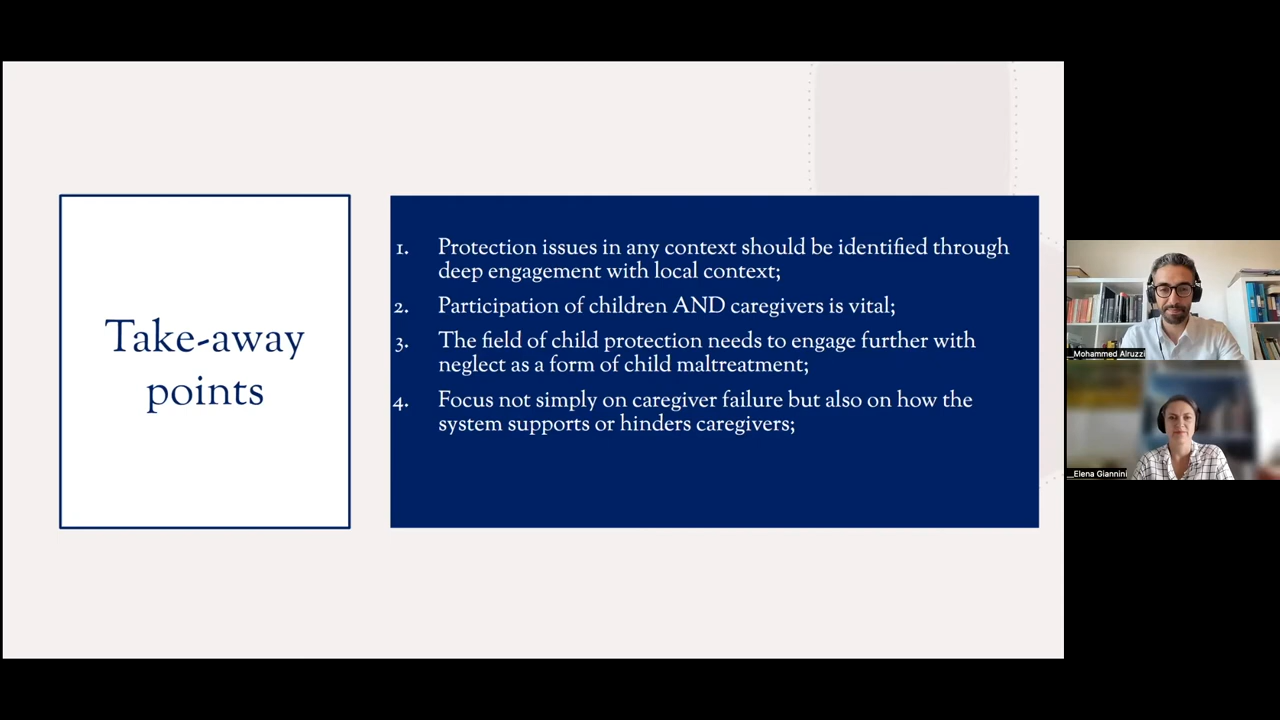 Take-away
points
1. Protection issues in any context should be identified through
deep engagement with local context;
2. Participation of children AND caregivers is vital;
3. The field of child protection needs to engage further with
neglect as a form of child maltreatment;
4. Focus not simply on caregiver failure but also on how the
system supports or hinders caregivers;
__Mohammed Alruzzi
__Elena Giannini